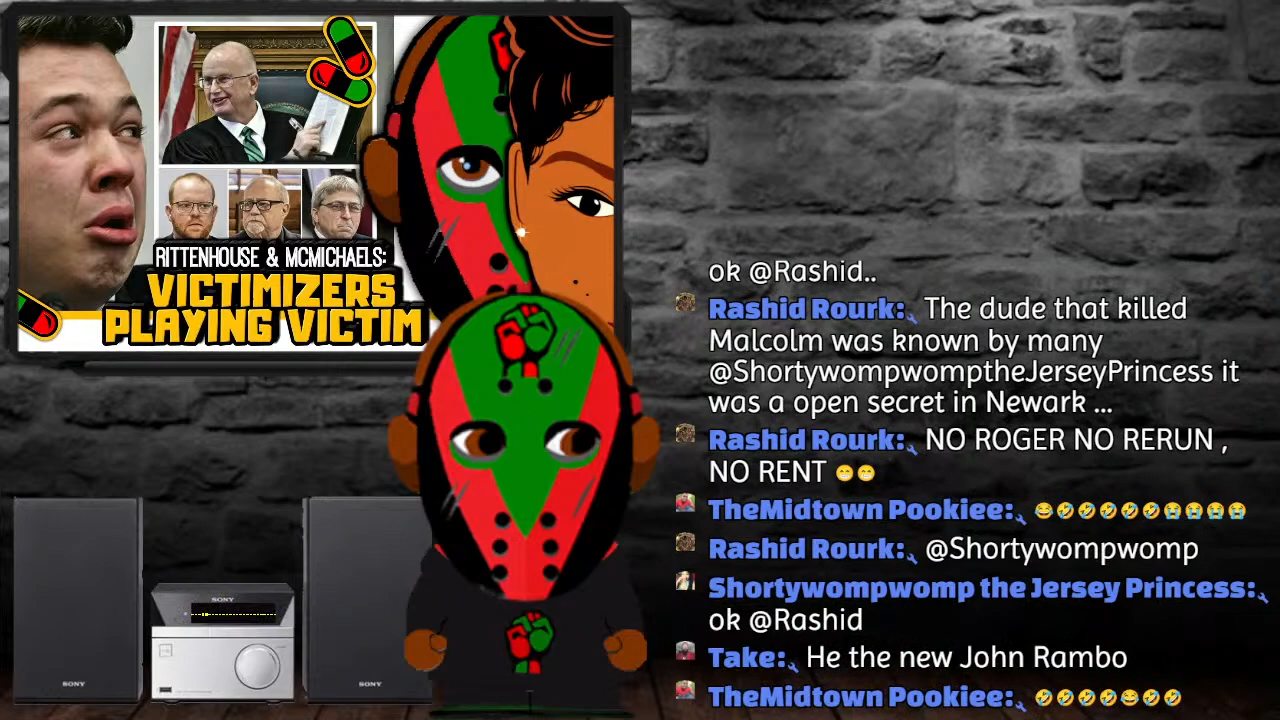 RITTENHOUSE & MCMICHAELS:
VICTIMIZERS
PLAYING VICTIM
SONY
SONY
SONY
ok @Rashid..
Rashid Rourk: The dude that killed
Malcolm was known by many
@ShortywompwomptheJerseyPrincess it
was a open secret in Newark ...
Rashid Rourk: NO ROGER NO RERUN ,
NO RENT 😁😁
TheMidtown Pookiee: 😂🤣🤣🤣🤣🤣😭😭😭😭
Rashid Rourk: @Shortywompwomp
Shortywompwomp the Jersey Princess:
ok @Rashid
Take: He the new John Rambo
TheMidtown Pookiee: 🤣🤣🤣🤣😂🤣🤣